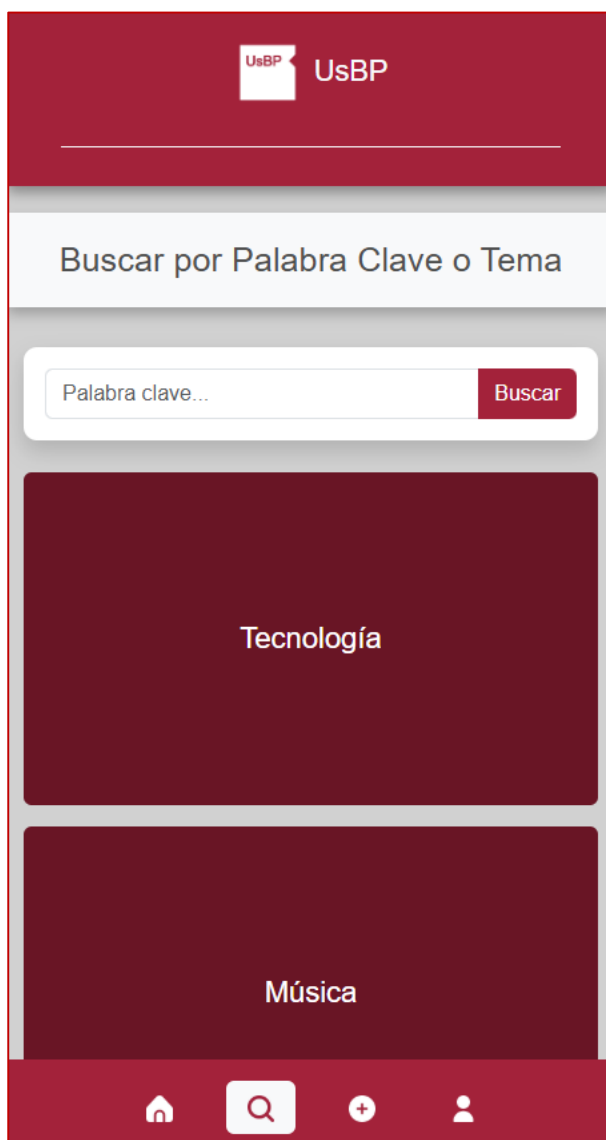 UsBP
UsBP
Buscar por Palabra Clave o Tema
Palabra clave...
Buscar
Tecnología
Música